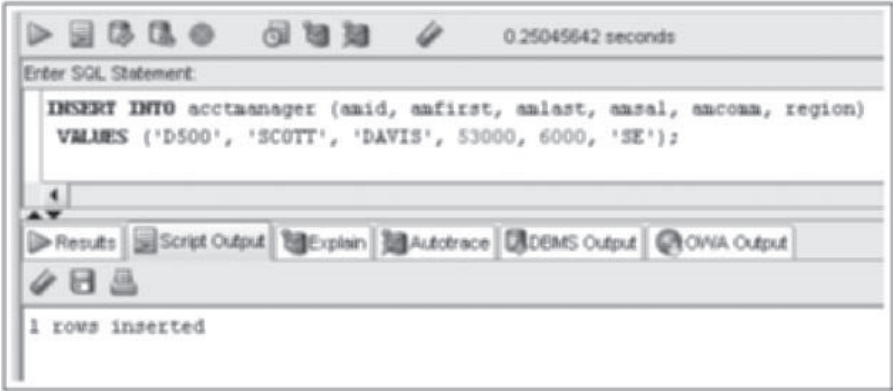 0.25045642 seconds
Enter SQL Statement:
INSERT INTO acctmanager (amid, amfirst, amlast, amsal, amcomm, region)
VALUES ('D500', 'SCOTT', 'DAVIS', 53000, 6000, 'SE');
Results Script Output Explain Autotrace DBMS Output OWA Output
1 rows inserted